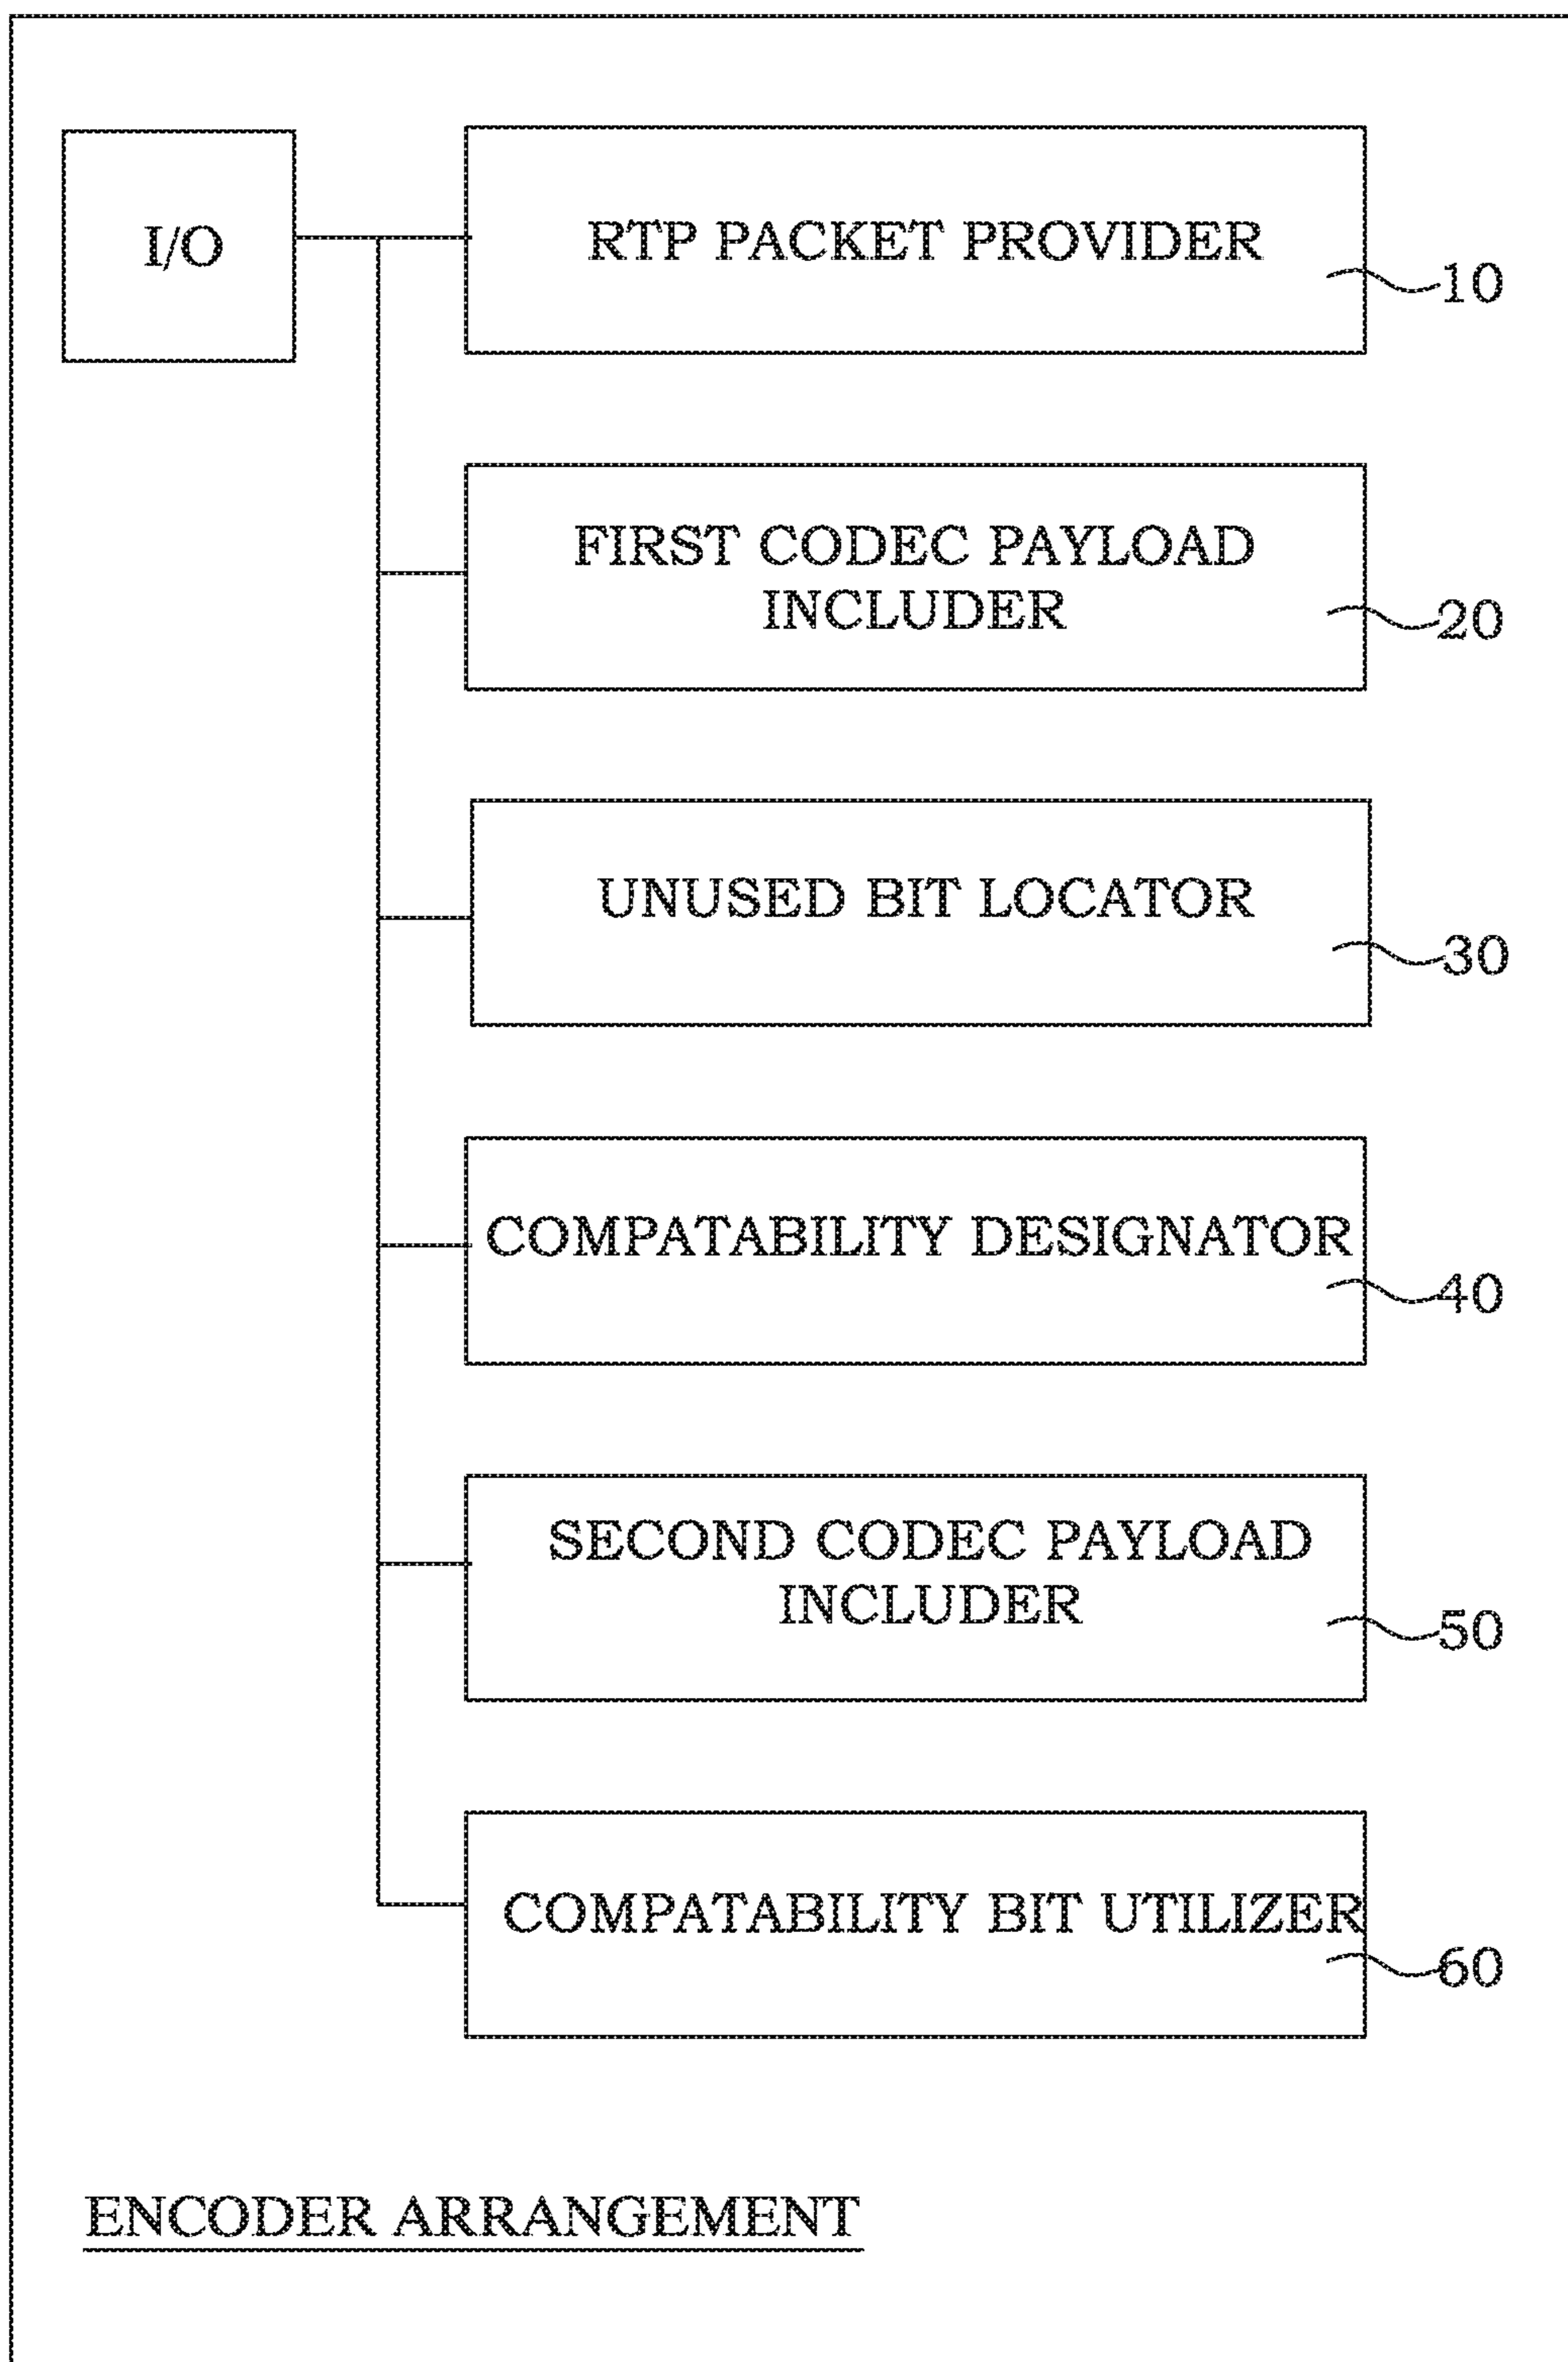 I/O
RTP PACKET PROVIDER
10
FIRST CODEC PAYLOAD
INCLUDER
20
UNUSED BIT LOCATOR
30
COMPATABILITY DESIGNATOR
40
SECOND CODEC PAYLOAD
INCLUDER
50
COMPATABILITY BIT UTILIZER
60
ENCODER ARRANGEMENT